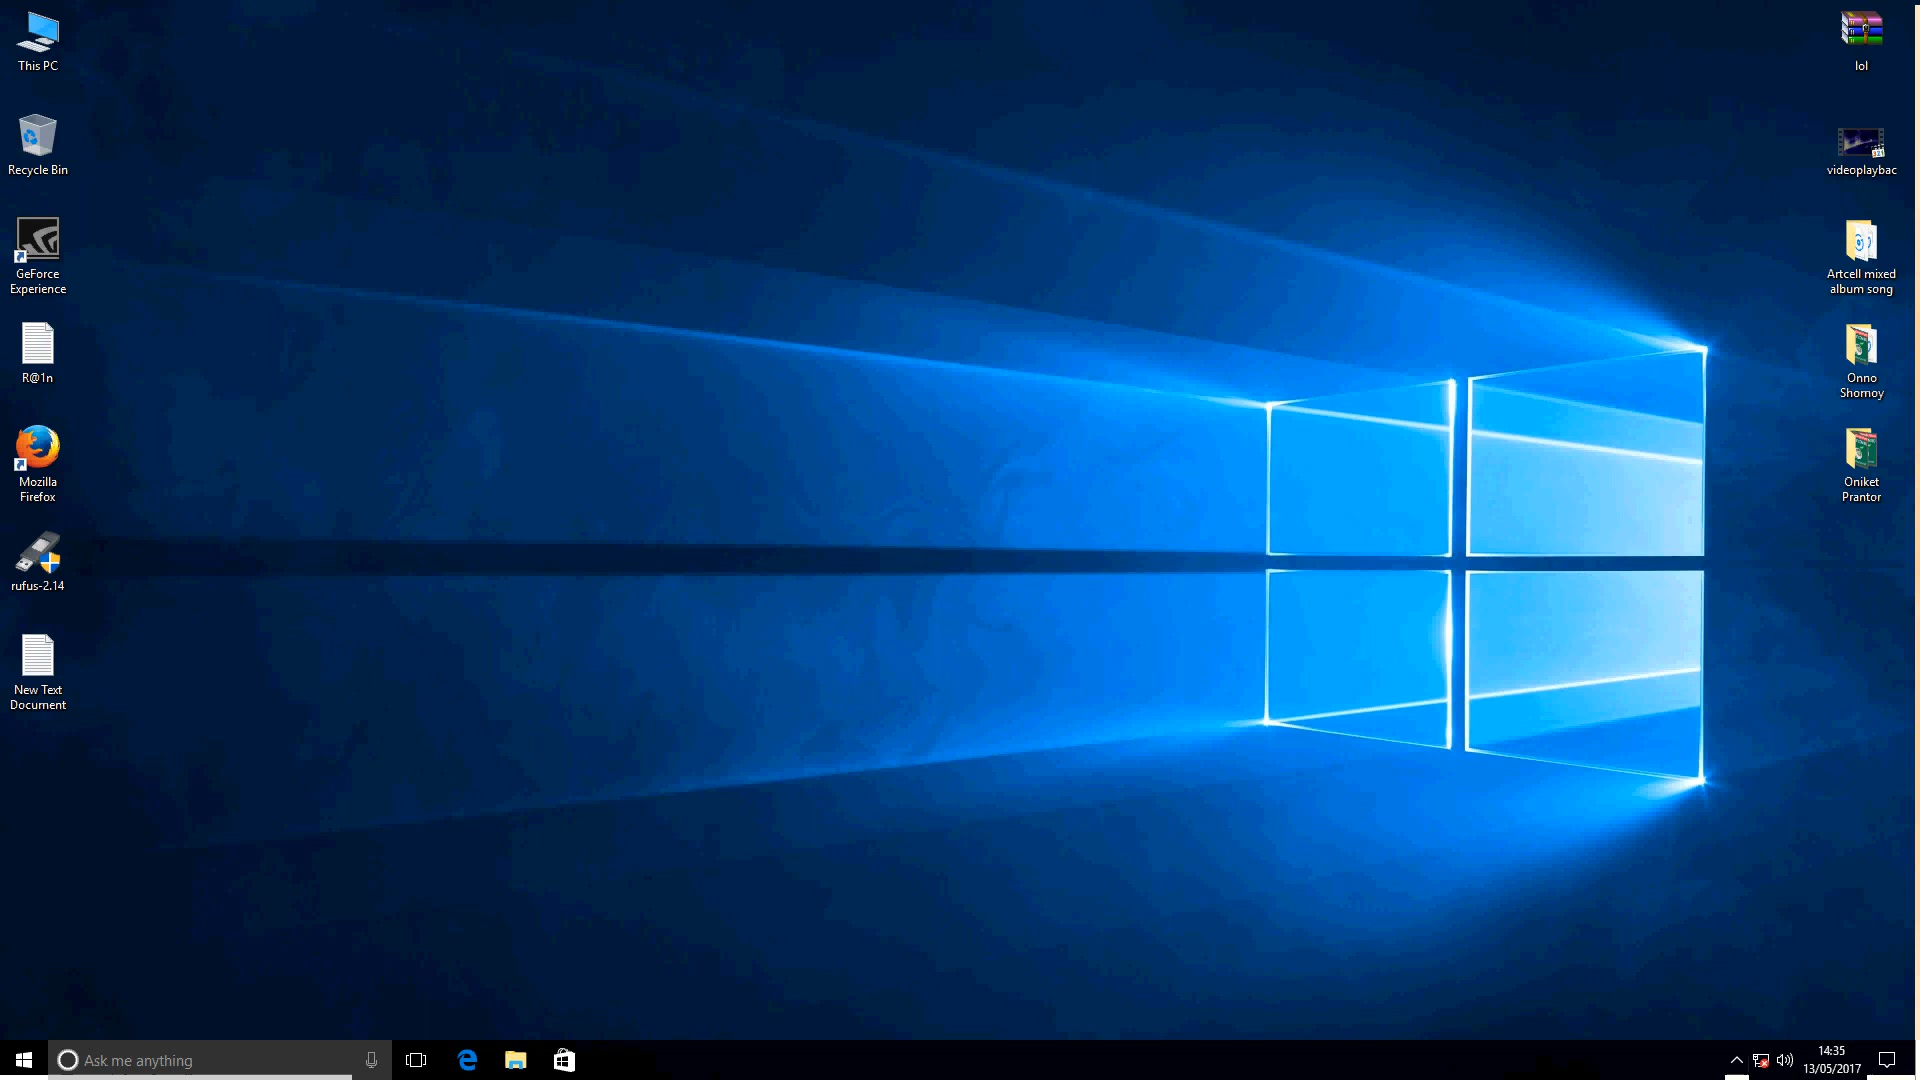 This PC
Recycle Bin
GeForce
Experience
R@1n
Mozilla
Firefox
rufus-2.14
New Text
Document
lol
videoplaybac
Artcell mixed
album song
Onno
Shomoy
Oniket
Prantor
Ask me anything
14:35
13/05/2017